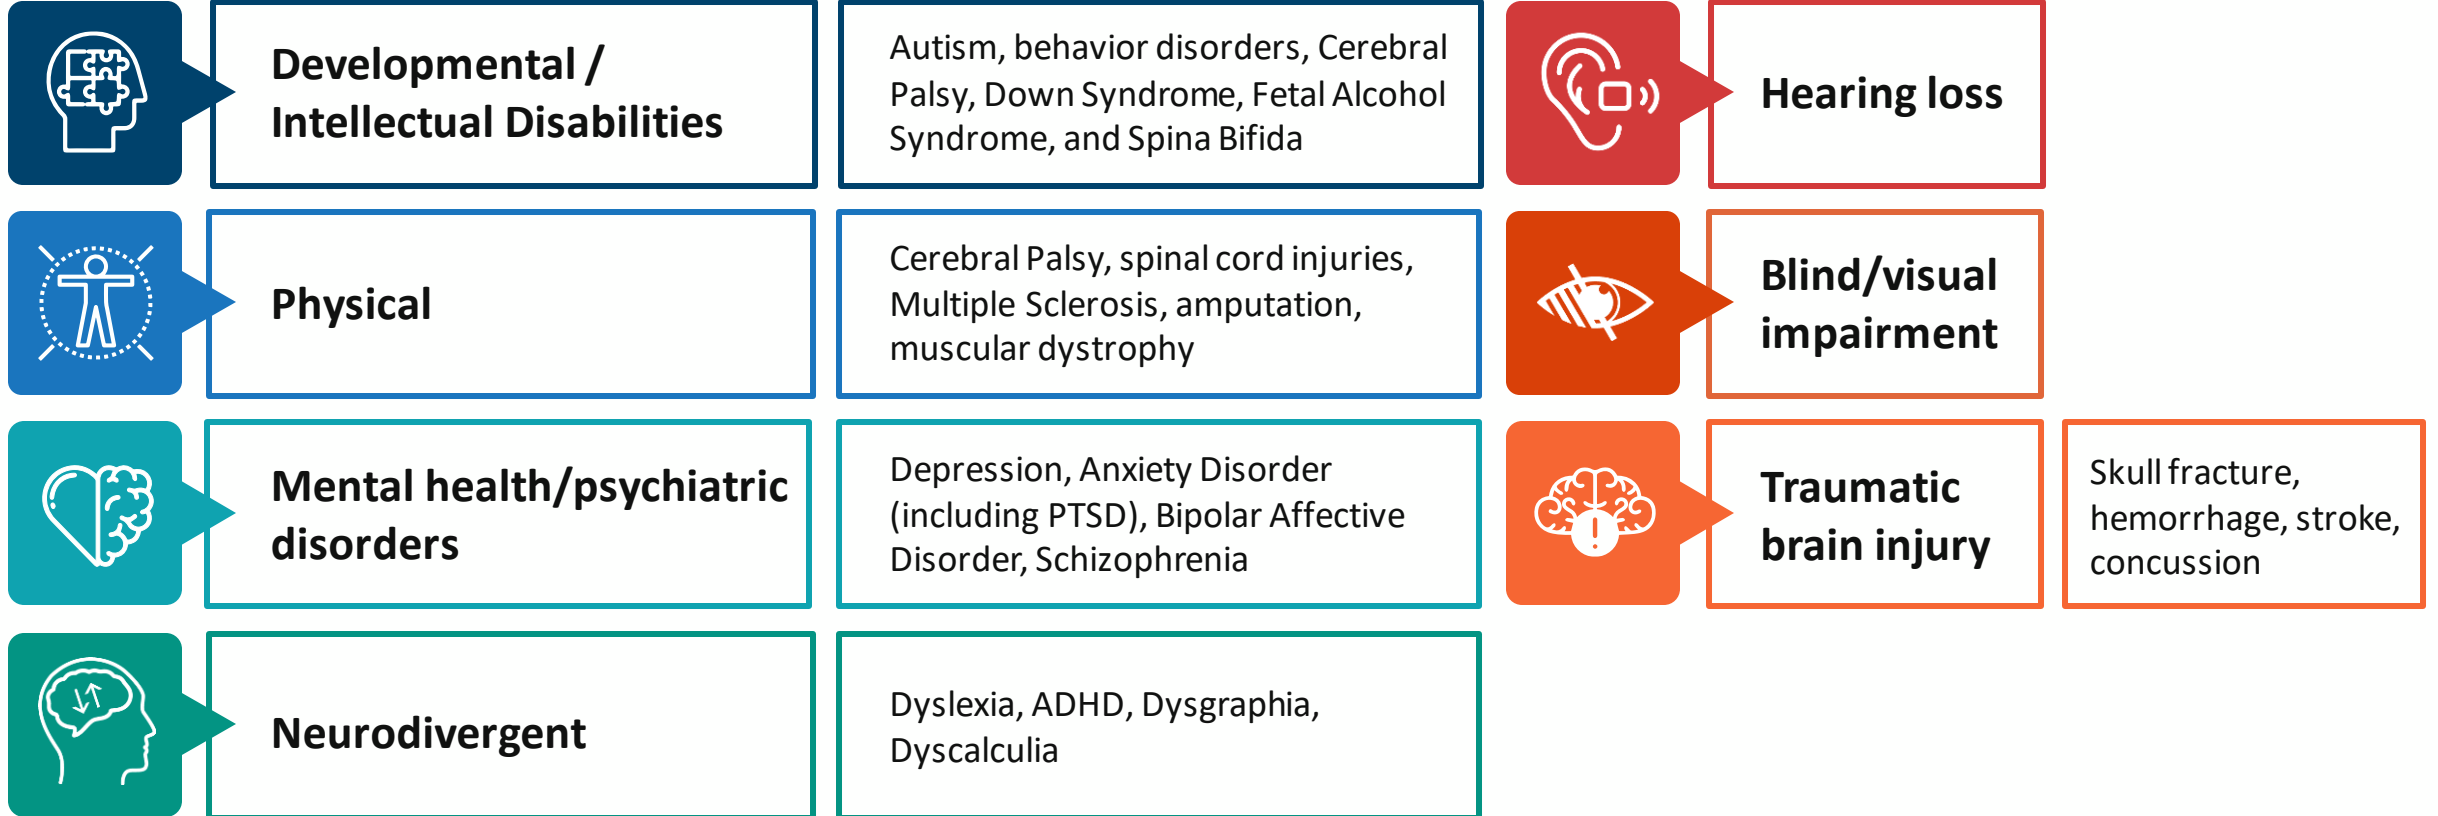 Developmental /
Intellectual Disabilities
Autism, behavior disorders, Cerebral
Palsy, Down Syndrome, Fetal Alcohol
Syndrome, and Spina Bifida
Physical
Cerebral Palsy, spinal cord injuries,
Multiple Sclerosis, amputation,
muscular dystrophy
Mental health/psychiatric
disorders
Depression, Anxiety Disorder
(including PTSD), Bipolar Affective
Disorder, Schizophrenia
Neurodivergent
Dyslexia, ADHD, Dysgraphia,
Dyscalculia
Hearing loss
Blind/visual
impairment
Traumatic
brain injury
Skull fracture,
hemorrhage, stroke,
concussion